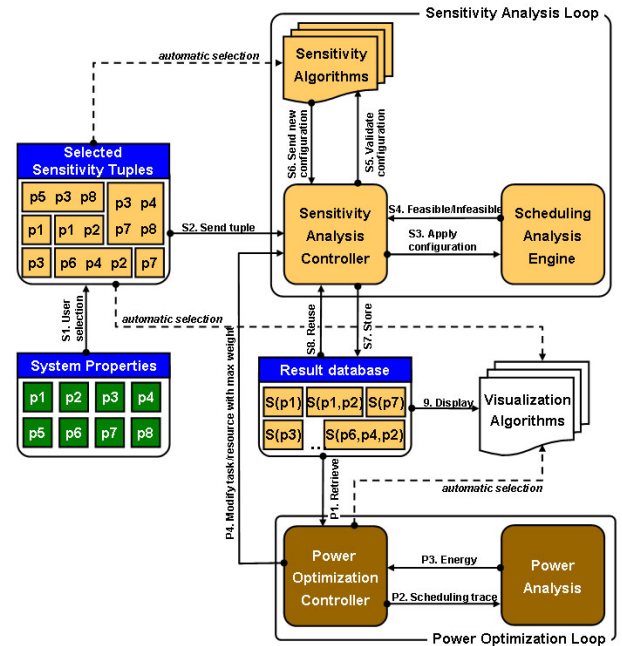 Sensitivity Analysis Loop
automatic selection
Sensitivity
Algorithms
S6. Send new
configuration
S5. Validate
configuration
Selected
Sensitivity Tuples
p5 p3 p8
p3 p4
p7 p8
p1
p1 p2
p3
p6 p4 p2
p7
S2. Send tuple
Sensitivity
Analysis
Controller
S4. Feasible/Infeasible
S3. Apply
configuration
Scheduling
Analysis
Engine
S1. User
selection
automatic selection
S8. Reuse
S7. Store
System Properties
p1 p2 p3 p4
p5 p6 p7 p8
P4. Modify task/resource with max weight
Result database
S(p1) S(p1,p2) S(p7)
S(p3) ... S(p6,p4,p2)
9. Display
Visualization
Algorithms
P1. Retrieve
automatic selection
Power
Optimization
Controller
P3. Energy
P2. Scheduling trace
Power
Analysis
Power Optimization Loop